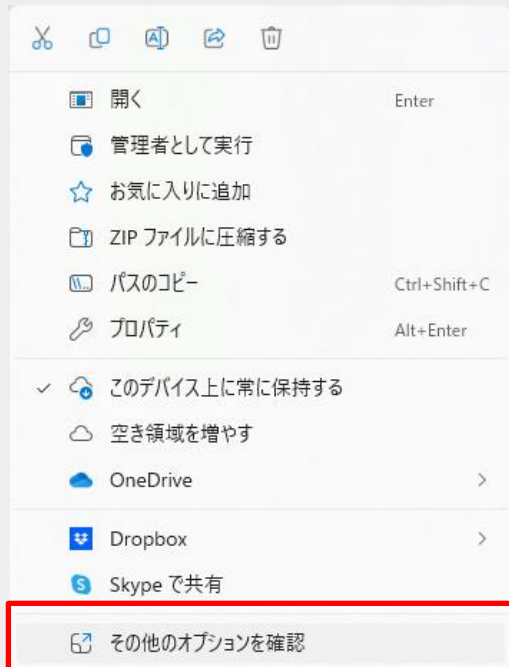 開く Enter
管理者として実行
お気に入りに追加
ZIP ファイルに圧縮する
パスのコピー Ctrl+Shift+C
プロパティ Alt+Enter
このデバイス上に常に保持する
空き領域を増やす
OneDrive
Dropbox
Skype で共有
その他のオプションを確認